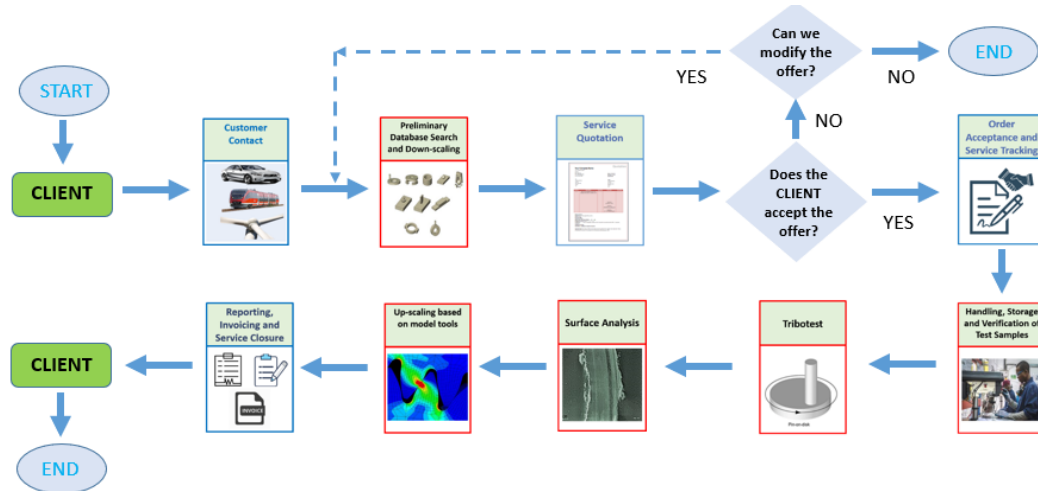 Can we
modify the
offer?
YES
NO
END
START
NO
CLIENT
Customer
Contact
Preliminary
Database Search
and Down-scaling
Service
Quotation
Does the
CLIENT
accept the
offer?
YES
Order
Acceptance and
Service Tracking
CLIENT
Reporting,
Invoicing and
Service Closure
INVOICE
Up-scaling based
on model tools
Surface Analysis
Tribotest
Pin-on-disk
Handling, Storage
and Verification of
Test Samples
END